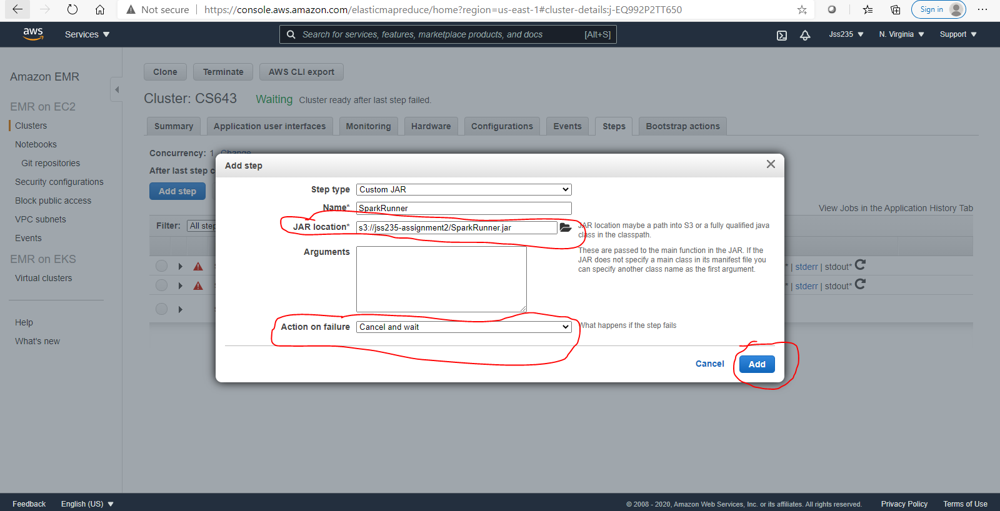 Not secure | https://console.aws.amazon.com/elasticmapreduce/home?region=us-east-1#cluster-details:j-EQ992P2TT650 Sign in
aws Services Search for services, features, marketplace products, and docs [Alt+S] Jss235 N. Virginia Support
Amazon EMR
EMR on EC2
Clusters
Notebooks
Git repositories
Security configurations
Block public access
VPC subnets
Events
EMR on EKS
Virtual clusters
Help
What's new
Clone Terminate AWS CLI export
Cluster: CS643 Waiting Cluster ready after last step failed.
Summary Application user interfaces Monitoring Hardware Configurations Events Steps Bootstrap actions
Concurrency: 1 Change
After last step c
Add step
View Jobs in the Application History Tab
Filter: All step
* | stderr | stdout*
* | stderr | stdout*
Add step
Step type Custom JAR
Name* SparkRunner
JAR location* s3://jss235-assignment2/SparkRunner.jar
JAR location maybe a path into S3 or a fully qualified java
class in the classpath.
Arguments
These are passed to the main function in the JAR. If the
JAR does not specify a main class in its manifest file you
can specify another class name as the first argument.
Action on failure Cancel and wait What happens if the step fails
Cancel Add
Feedback English (US) © 2008 - 2020, Amazon Web Services, Inc. or its affiliates. All rights reserved. Privacy Policy Terms of Use